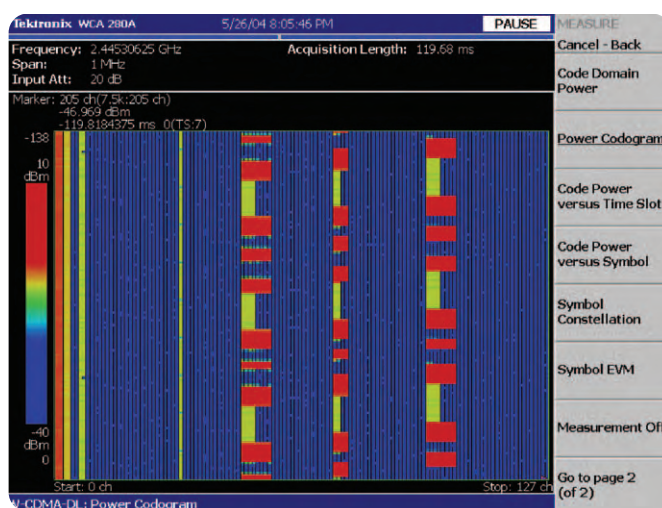 Tektronix WCA 280A
5/26/04 8:05:46 PM
PAUSE
Frequency: 2.44530625 GHz
Acquisition Length: 119.68 ms
Span: 1 MHz
Input Att: 20 dB
Marker: 205 ch(7.5k:205 ch)
-46.969 dBm
-119.8184375 ms 0(TS:7)
-138
10
dBm
-40
dBm
0
Start: 0 ch
Stop: 127 ch
W-CDMA-DL: Power Codogram
MEASURE
Cancel - Back
Code Domain
Power
Power Codogram
Code Power
versus Time Slot
Code Power
versus Symbol
Symbol
Constellation
Symbol EVM
Measurement Off
Go to page 2
(of 2)